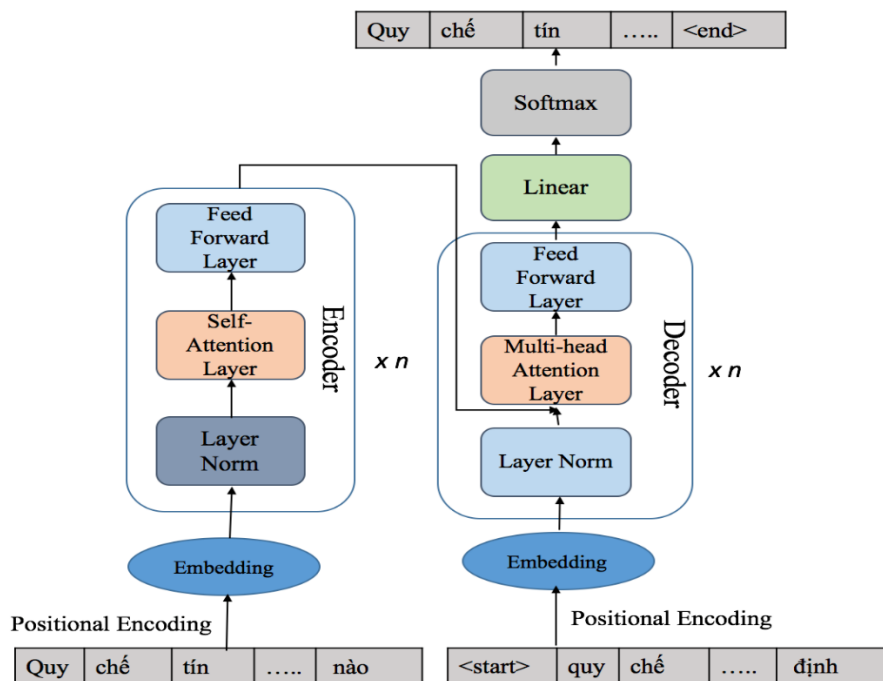 Quy chế tín ..... <end>
Softmax
Linear
Feed
Forward
Layer
Self-
Attention
Layer
Layer
Norm
Encoder
x n
Embedding
Positional Encoding
Quy chế tín ..... nào
Feed
Forward
Layer
Multi-head
Attention
Layer
Layer Norm
Decoder
x n
Embedding
Positional Encoding
<start> quy chế ..... định